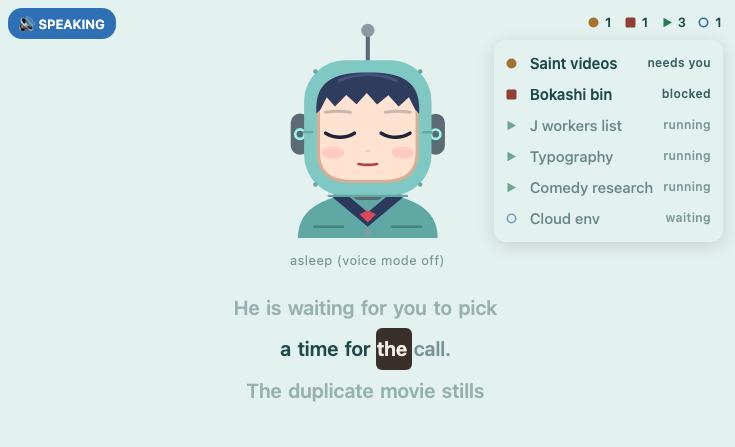 SPEAKING
1 1 3 1
Saint videos needs you
Bokashi bin blocked
J workers list running
Typography running
Comedy research running
Cloud env waiting
asleep (voice mode off)
He is waiting for you to pick
a time for the call.
The duplicate movie stills